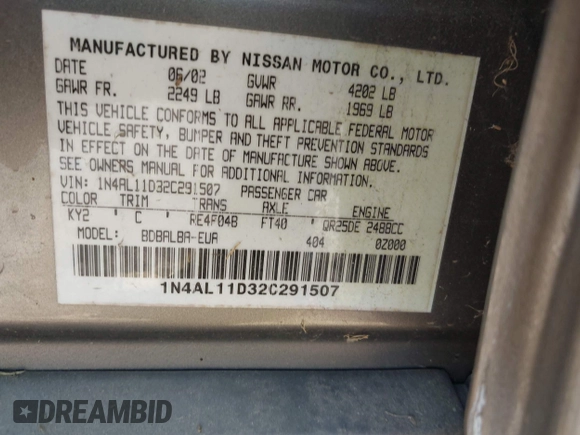 MANUFACTURED BY NISSAN MOTOR CO., LTD.
DATE 06/02 GVWR 4202 LB
GAWR FR. 2249 LB GAWR RR. 1969 LB
THIS VEHICLE CONFORMS TO ALL APPLICABLE FEDERAL MOTOR
VEHICLE SAFETY, BUMPER AND THEFT PREVENTION STANDARDS
IN EFFECT ON THE DATE OF MANUFACTURE SHOWN ABOVE.
SEE OWNERS MANUAL FOR ADDITIONAL INFORMATION.
VIN: 1N4AL11D32C291507 PASSENGER CAR
COLOR TRIM TRANS AXLE ENGINE
KY2 ' C ' RE4F04B FT40 ' QR25DE 2488CC
MODEL: BDBALBA-EUA 404 0Z000
1N4AL11D32C291507
DREAMBID